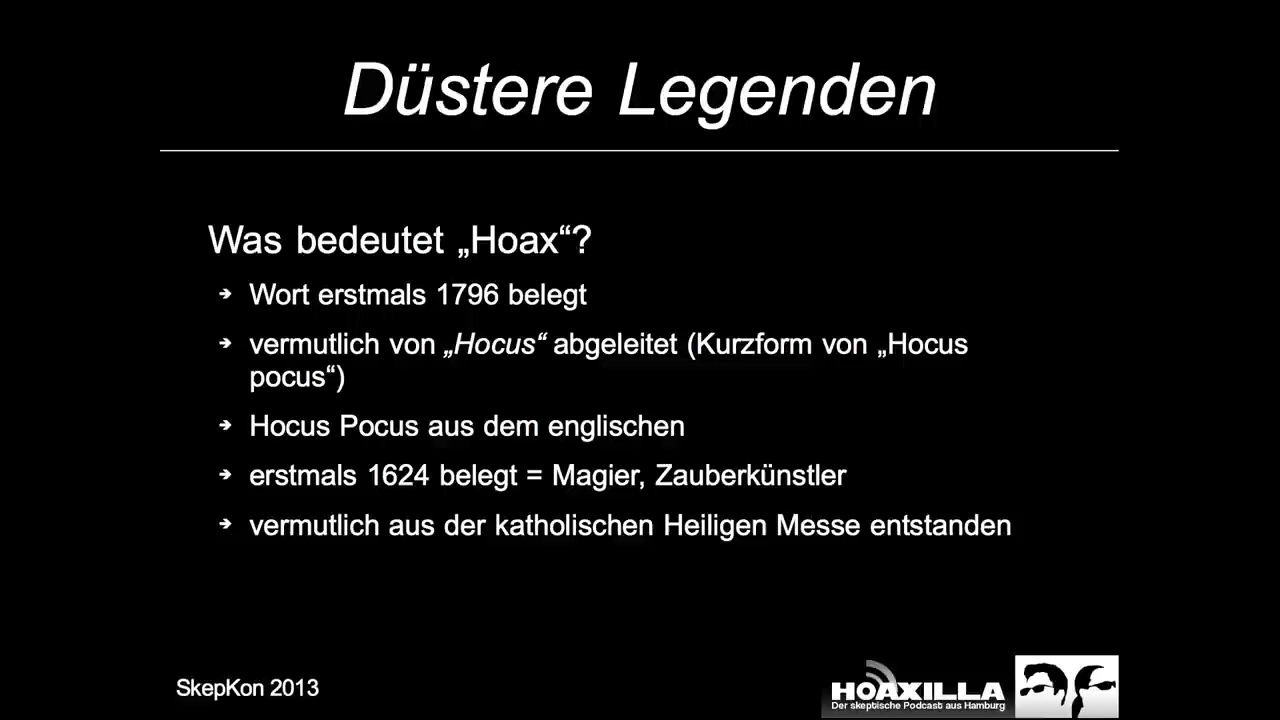 Düstere Legenden
Was bedeutet „Hoax“?
➔ Wort erstmals 1796 belegt
➔ vermutlich von „Hocus“ abgeleitet (Kurzform von „Hocus
pocus“)
➔ Hocus Pocus aus dem englischen
➔ erstmals 1624 belegt = Magier, Zauberkünstler
➔ vermutlich aus der katholischen Heiligen Messe entstanden
SkepKon 2013
HOAXILLA
Der skeptische Podcast aus Hamburg